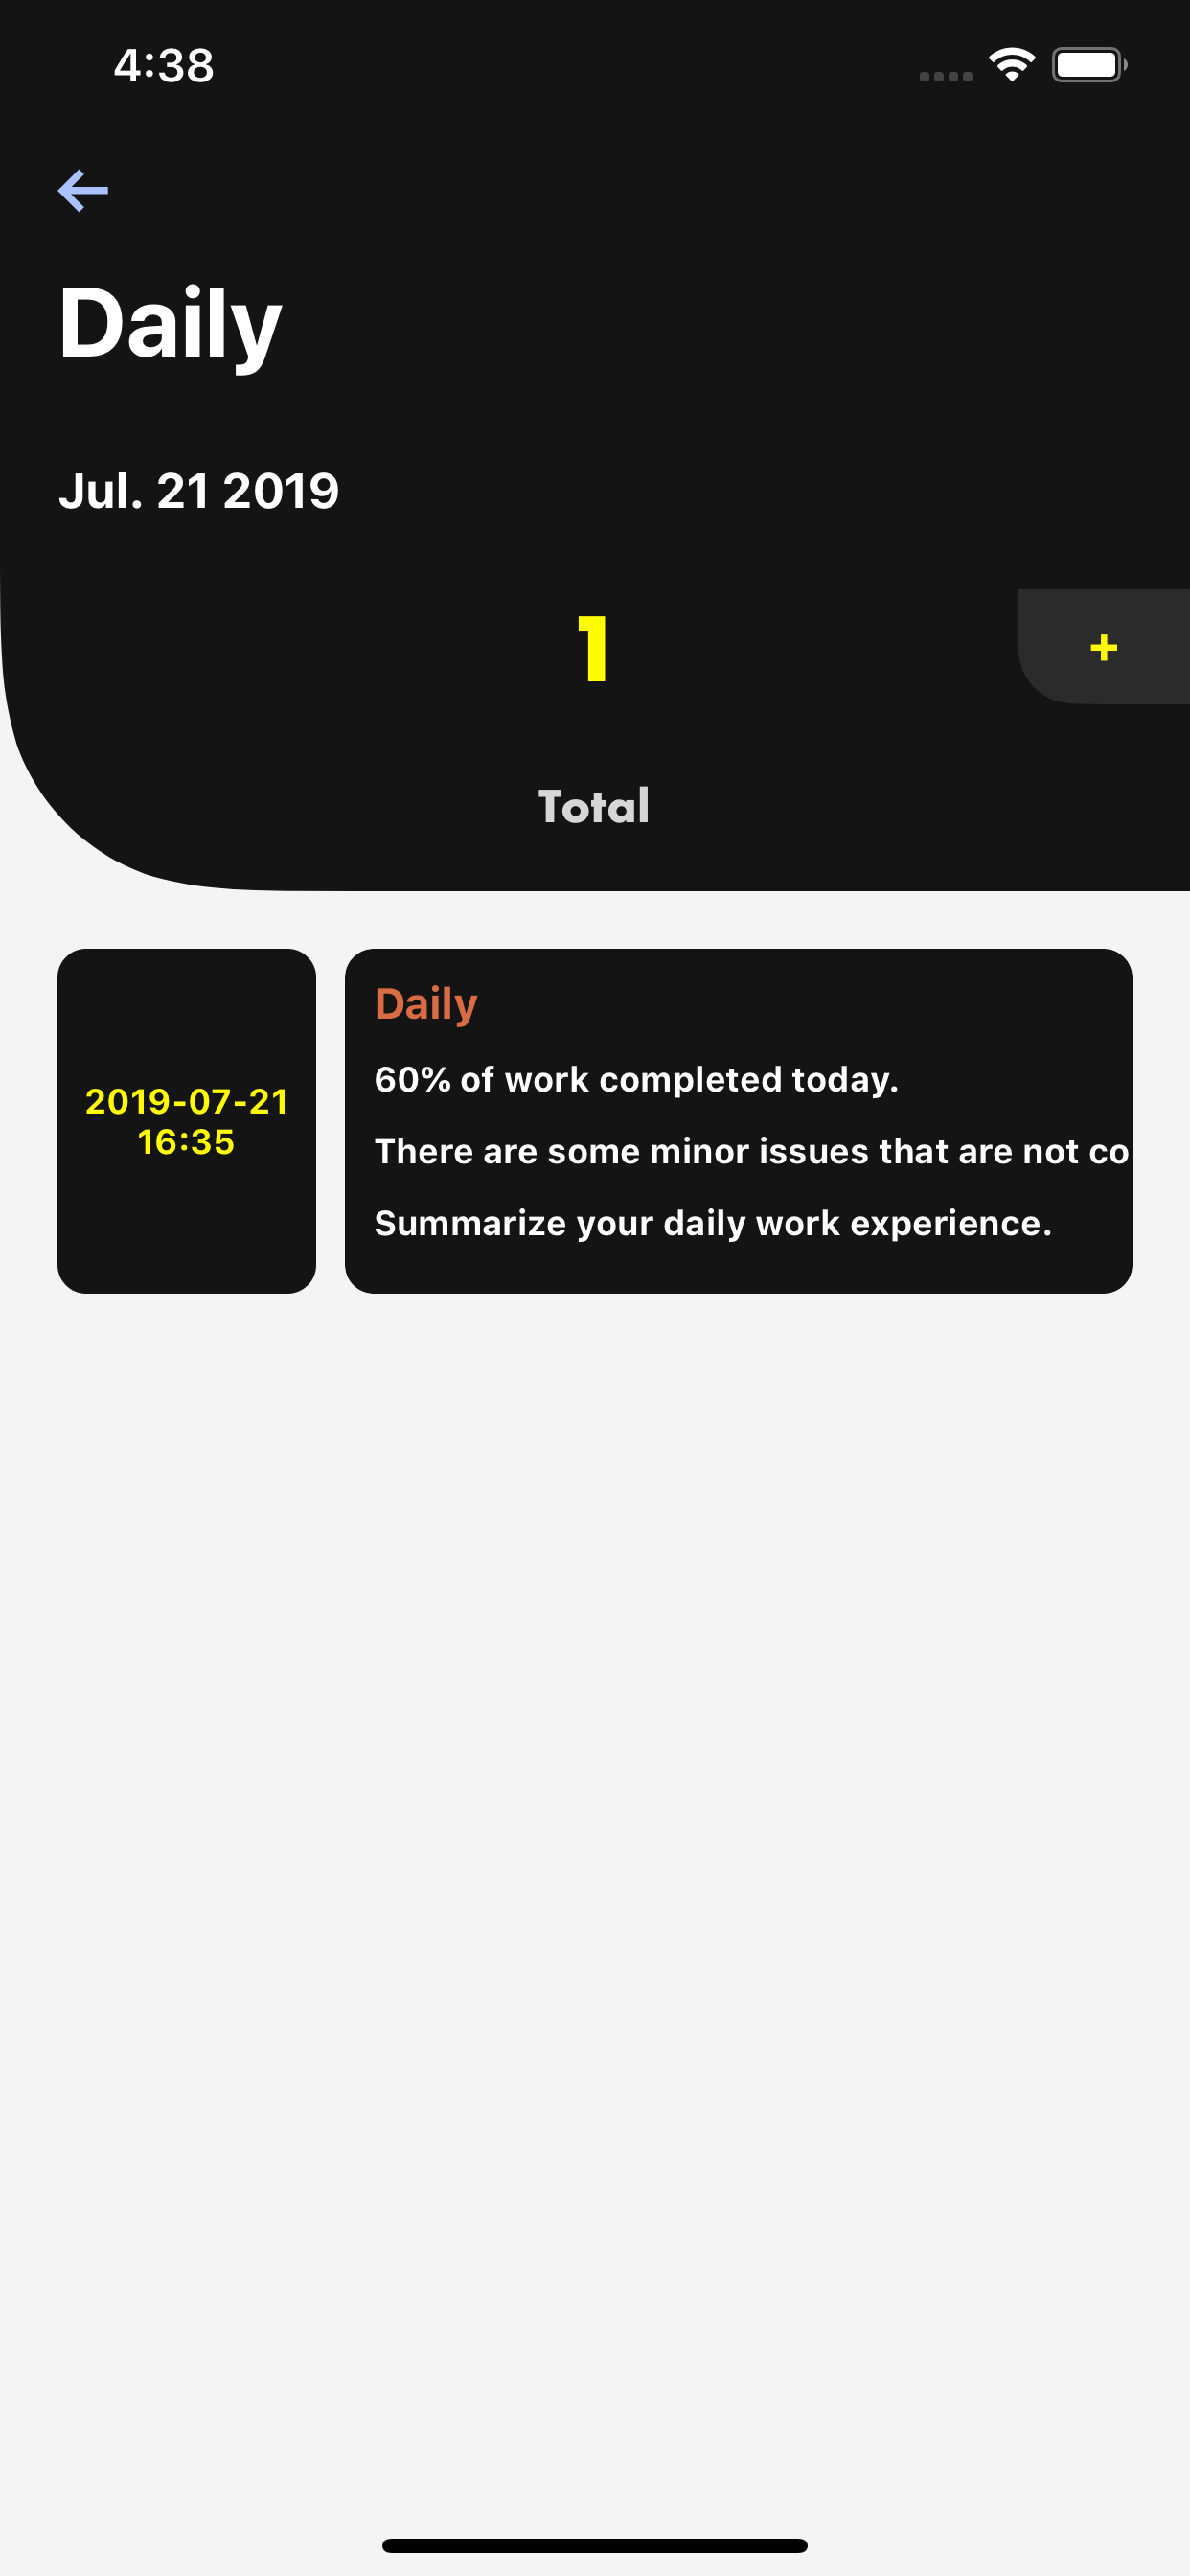 4:38
Daily
Jul. 21 2019
1
+
Total
2019-07-21
16:35
Daily
60% of work completed today.
There are some minor issues that are not co
Summarize your daily work experience.